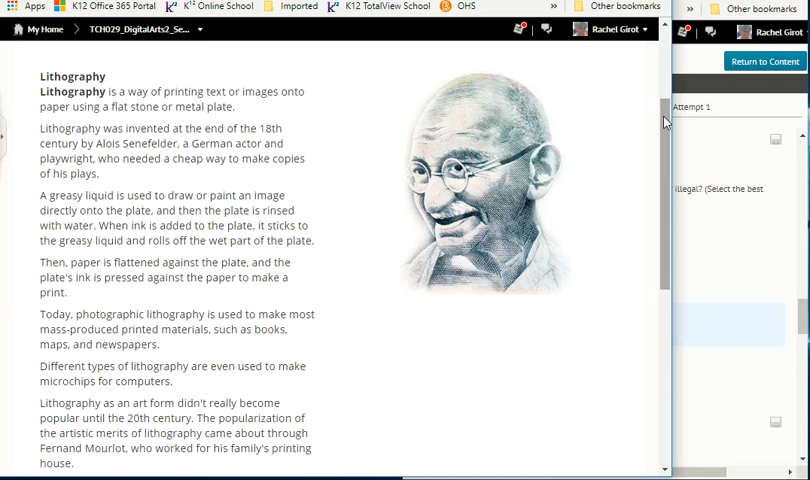 Apps K12 Office 365 Portal K12 Online School Imported K12 TotalView School OHS » Other bookmarks » Other bookmarks
My Home TCH029_DigitalArts2_Se... Rachel Girot Rachel Girot
Return to Content
Attempt 1
illegal? (Select the best
Lithography
Lithography is a way of printing text or images onto
paper using a flat stone or metal plate.
Lithography was invented at the end of the 18th
century by Alois Senefelder, a German actor and
playwright, who needed a cheap way to make copies
of his plays.
A greasy liquid is used to draw or paint an image
directly onto the plate, and then the plate is rinsed
with water. When ink is added to the plate, it sticks to
the greasy liquid and rolls off the wet part of the plate.
Then, paper is flattened against the plate, and the
plate's ink is pressed against the paper to make a
print.
Today, photographic lithography is used to make most
mass-produced printed materials, such as books,
maps, and newspapers.
Different types of lithography are even used to make
microchips for computers.
Lithography as an art form didn't really become
popular until the 20th century. The popularization of
the artistic merits of lithography came about through
Fernand Mourlot, who worked for his family's printing
house.